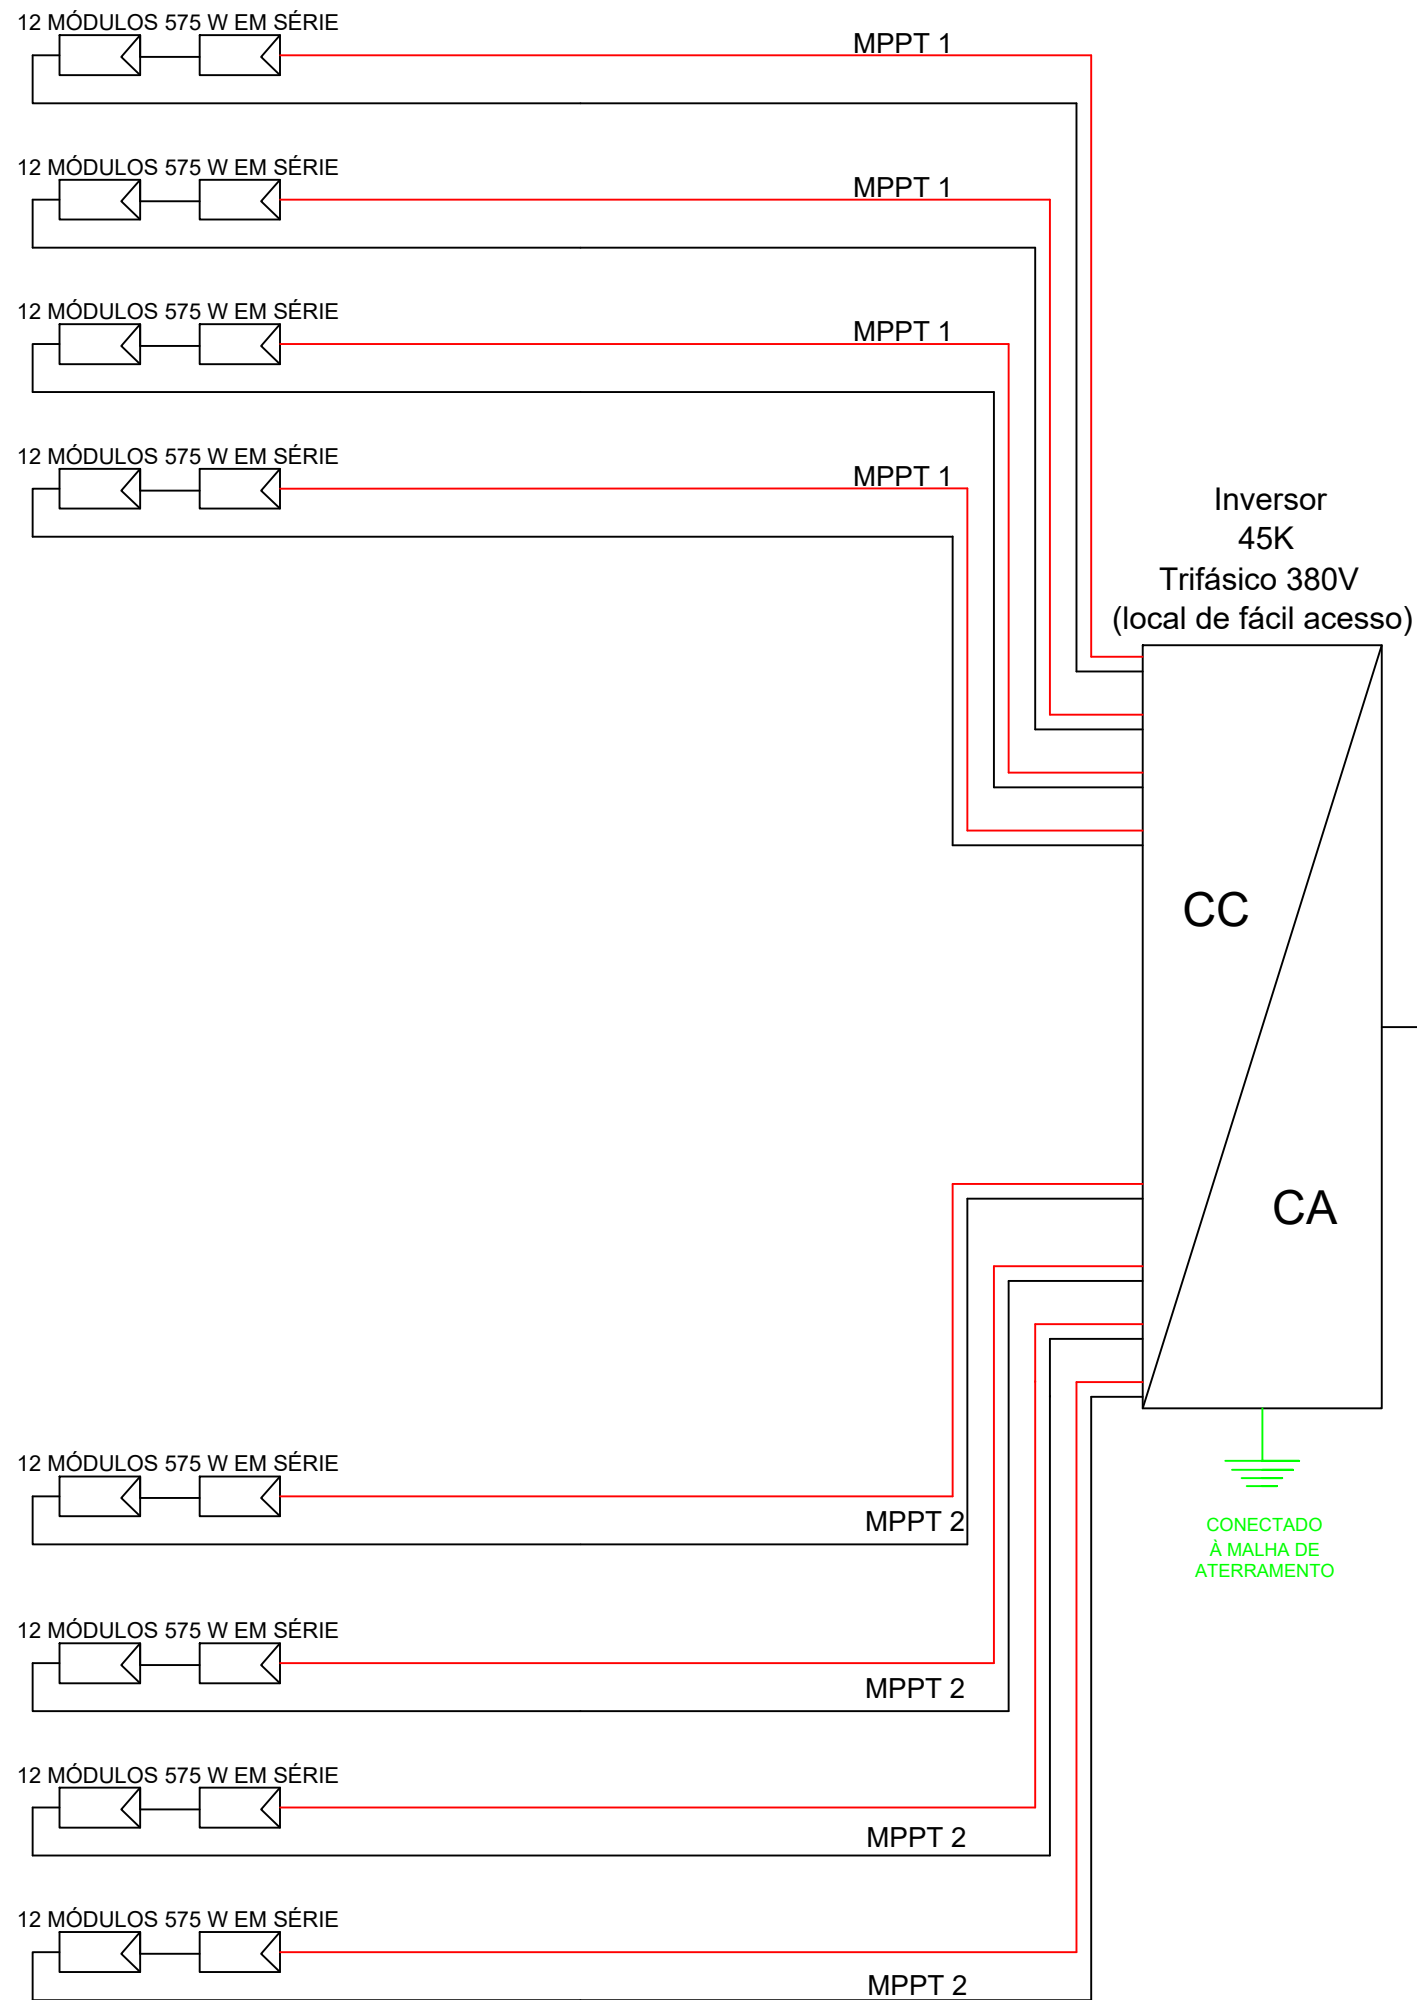 12 MÓDULOS 575 W EM SÉRIE
MPPT 1
12 MÓDULOS 575 W EM SÉRIE
MPPT 1
12 MÓDULOS 575 W EM SÉRIE
MPPT 1
12 MÓDULOS 575 W EM SÉRIE
MPPT 1
Inversor
45K
Trifásico 380V
(local de fácil acesso)
CC
CA
12 MÓDULOS 575 W EM SÉRIE
MPPT 2
CONECTADO
À MALHA DE
ATERRAMENTO
12 MÓDULOS 575 W EM SÉRIE
MPPT 2
12 MÓDULOS 575 W EM SÉRIE
MPPT 2
12 MÓDULOS 575 W EM SÉRIE
MPPT 2